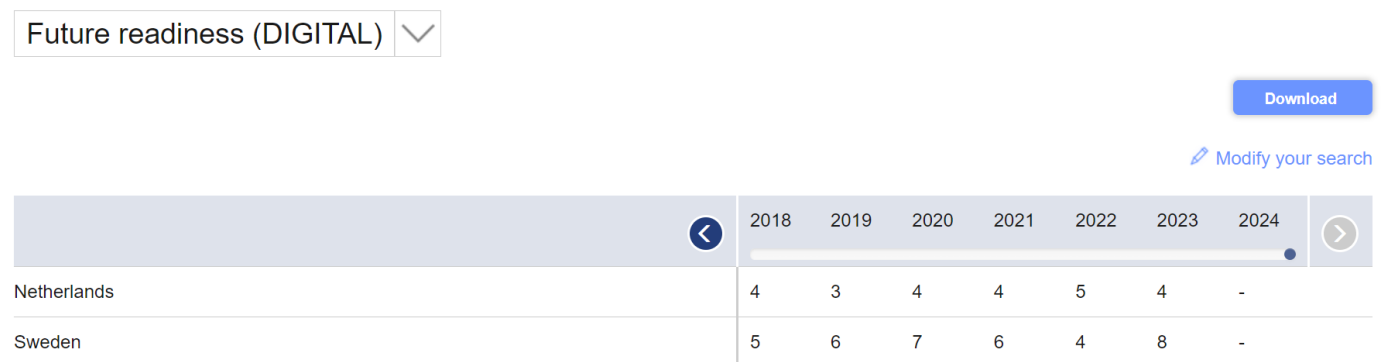 Future readiness (DIGITAL)
Download
Modify your search
2018 2019 2020 2021 2022 2023 2024
Netherlands 4 3 4 4 5 4 -
Sweden 5 6 7 6 4 8 -